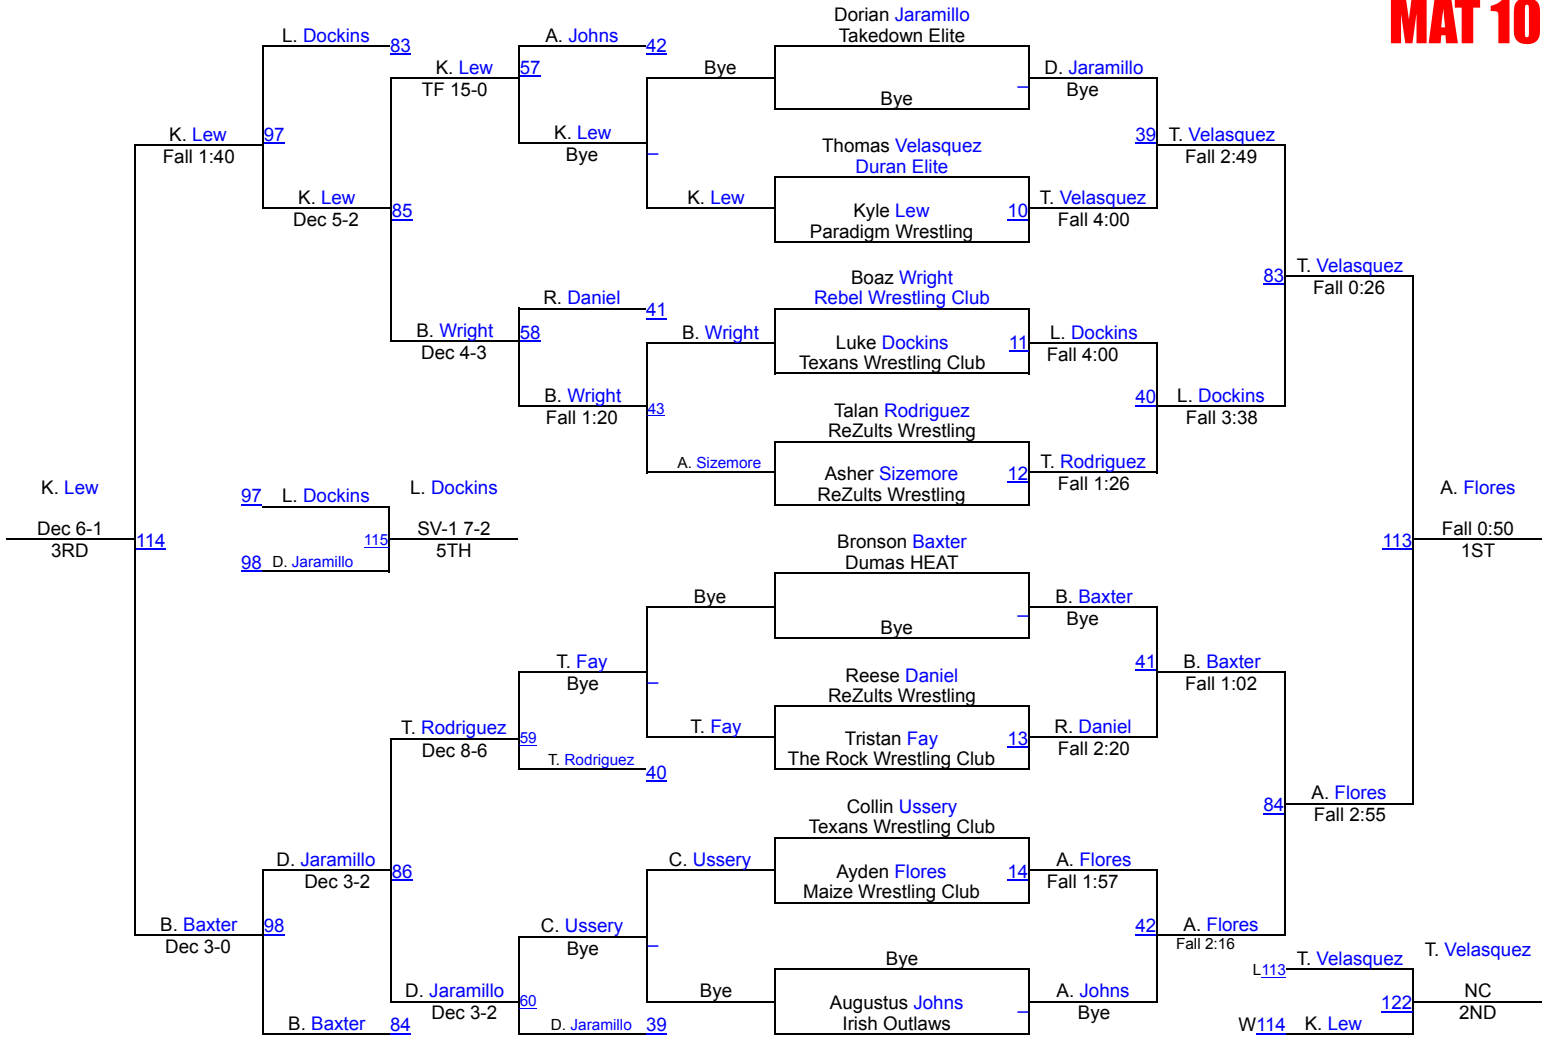 MAT 10
Dorian Jaramillo
Takedown Elite
Bye
D. Jaramillo
Bye
Thomas Velasquez
Duran Elite
Kyle Lew
Paradigm Wrestling
10
T. Velasquez
Fall 4:00
39
T. Velasquez
Fall 2:49
Boaz Wright
Rebel Wrestling Club
Luke Dockins
Texans Wrestling Club
11
L. Dockins
Fall 4:00
Talan Rodriguez
ReZults Wrestling
Asher Sizemore
ReZults Wrestling
12
T. Rodriguez
Fall 1:26
40
L. Dockins
Fall 3:38
83
T. Velasquez
Fall 0:26
Bronson Baxter
Dumas HEAT
Bye
B. Baxter
Bye
Reese Daniel
ReZults Wrestling
Tristan Fay
The Rock Wrestling Club
13
R. Daniel
Fall 2:20
41
B. Baxter
Fall 1:02
Collin Ussery
Texans Wrestling Club
Ayden Flores
Maize Wrestling Club
14
A. Flores
Fall 1:57
Bye
Augustus Johns
Irish Outlaws
A. Johns
Bye
42
A. Flores
Fall 2:16
84
A. Flores
Fall 2:55
113
A. Flores
Fall 0:50
1ST
L113
T. Velasquez
W114
K. Lew
122
T. Velasquez
NC
2ND
Bye
K. Lew
K. Lew
Bye
A. Johns
42
57
K. Lew
TF 15-0
B. Wright
A. Sizemore
43
B. Wright
Fall 1:20
R. Daniel
41
58
B. Wright
Dec 4-3
85
K. Lew
Dec 5-2
L. Dockins
83
97
K. Lew
Fall 1:40
Bye
T. Fay
T. Fay
Bye
T. Rodriguez
40
59
T. Rodriguez
Dec 8-6
C. Ussery
Bye
C. Ussery
Bye
D. Jaramillo
39
60
D. Jaramillo
Dec 3-2
86
D. Jaramillo
Dec 3-2
B. Baxter
84
98
B. Baxter
Dec 3-0
114
K. Lew
Dec 6-1
3RD
97
L. Dockins
98
D. Jaramillo
115
L. Dockins
SV-1 7-2
5TH